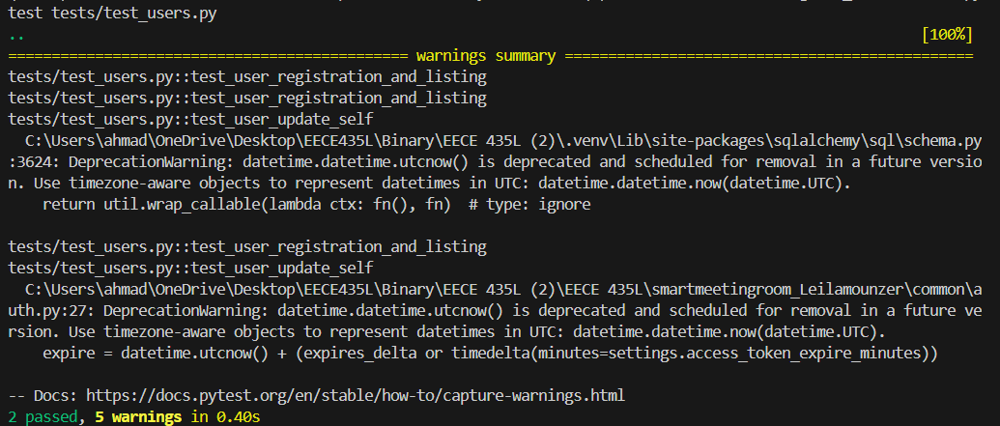 test tests/test_users.py
.. [100%]
============================================== warnings summary ===============================================
tests/test_users.py::test_user_registration_and_listing
tests/test_users.py::test_user_registration_and_listing
tests/test_users.py::test_user_update_self
  C:\Users\ahmad\OneDrive\Desktop\EECE435L\Binary\EECE 435L (2)\.venv\Lib\site-packages\sqlalchemy\sql\schema.py
:3624: DeprecationWarning: datetime.datetime.utcnow() is deprecated and scheduled for removal in a future versio
n. Use timezone-aware objects to represent datetimes in UTC: datetime.datetime.now(datetime.UTC).
    return util.wrap_callable(lambda ctx: fn(), fn)  # type: ignore

tests/test_users.py::test_user_registration_and_listing
tests/test_users.py::test_user_update_self
  C:\Users\ahmad\OneDrive\Desktop\EECE435L\Binary\EECE 435L (2)\EECE 435L\smartmeetingroom_Leilamounzer\common\a
uth.py:27: DeprecationWarning: datetime.datetime.utcnow() is deprecated and scheduled for removal in a future ve
rsion. Use timezone-aware objects to represent datetimes in UTC: datetime.datetime.now(datetime.UTC).
    expire = datetime.utcnow() + (expires_delta or timedelta(minutes=settings.access_token_expire_minutes))

-- Docs: https://docs.pytest.org/en/stable/how-to/capture-warnings.html
2 passed, 5 warnings in 0.40s